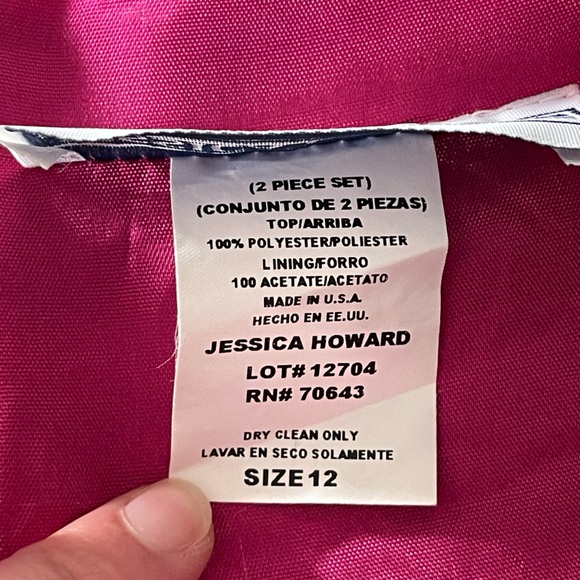 (2 PIECE SET)
(CONJUNTO DE 2 PIEZAS)
TOP/ARRIBA
100% POLYESTER/POLIESTER
LINING/FORRO
100 ACETATE/ACETATO
MADE IN U.S.A.
HECHO EN EE.UU.
JESSICA HOWARD
LOT# 12704
RN# 70643
DRY CLEAN ONLY
LAVAR EN SECO SOLAMENTE
SIZE 12